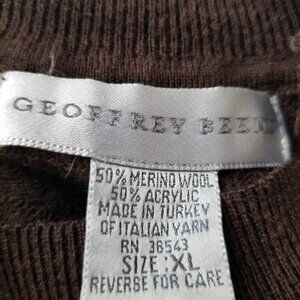 GEOFFREY BEENE
50% MERINO WOOL
50% ACRYLIC
MADE IN TURKEY
OF ITALIAN YARN
RN 38543
SIZE: XL
REVERSE FOR CARE